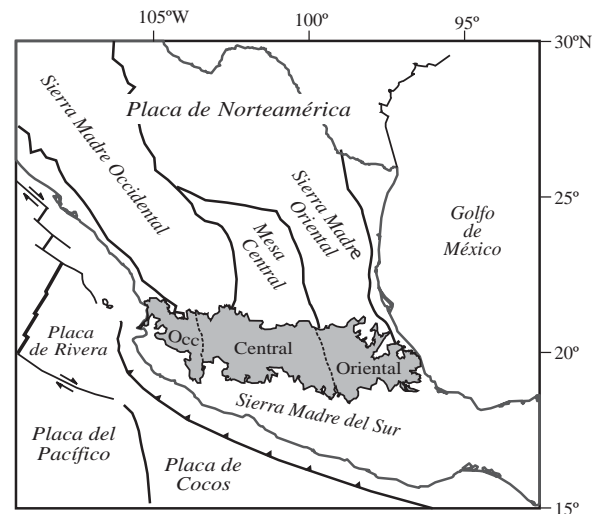 105ºW
100º
95º
30ºN
Placa de Norteamérica
Sierra Madre Occidental
Sierra Madre
Oriental
Mesa
Central
25º
Golfo
de
México
Placa
de Rivera
Occ
Central
Oriental
20º
Sierra Madre del Sur
Placa del
Pacífico
Placa de
Cocos
15º